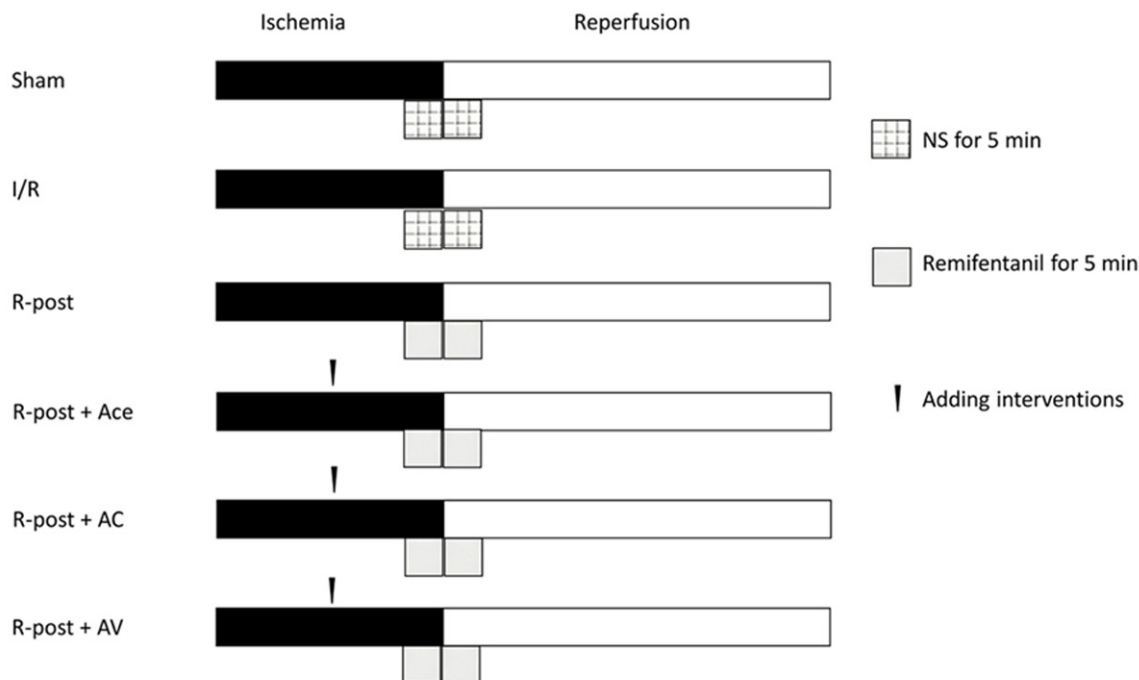 Ischemia
Reperfusion
Sham
NS for 5 min
I/R
Remifentanil for 5 min
R-post
Adding interventions
R-post + Ace
R-post + AC
R-post + AV